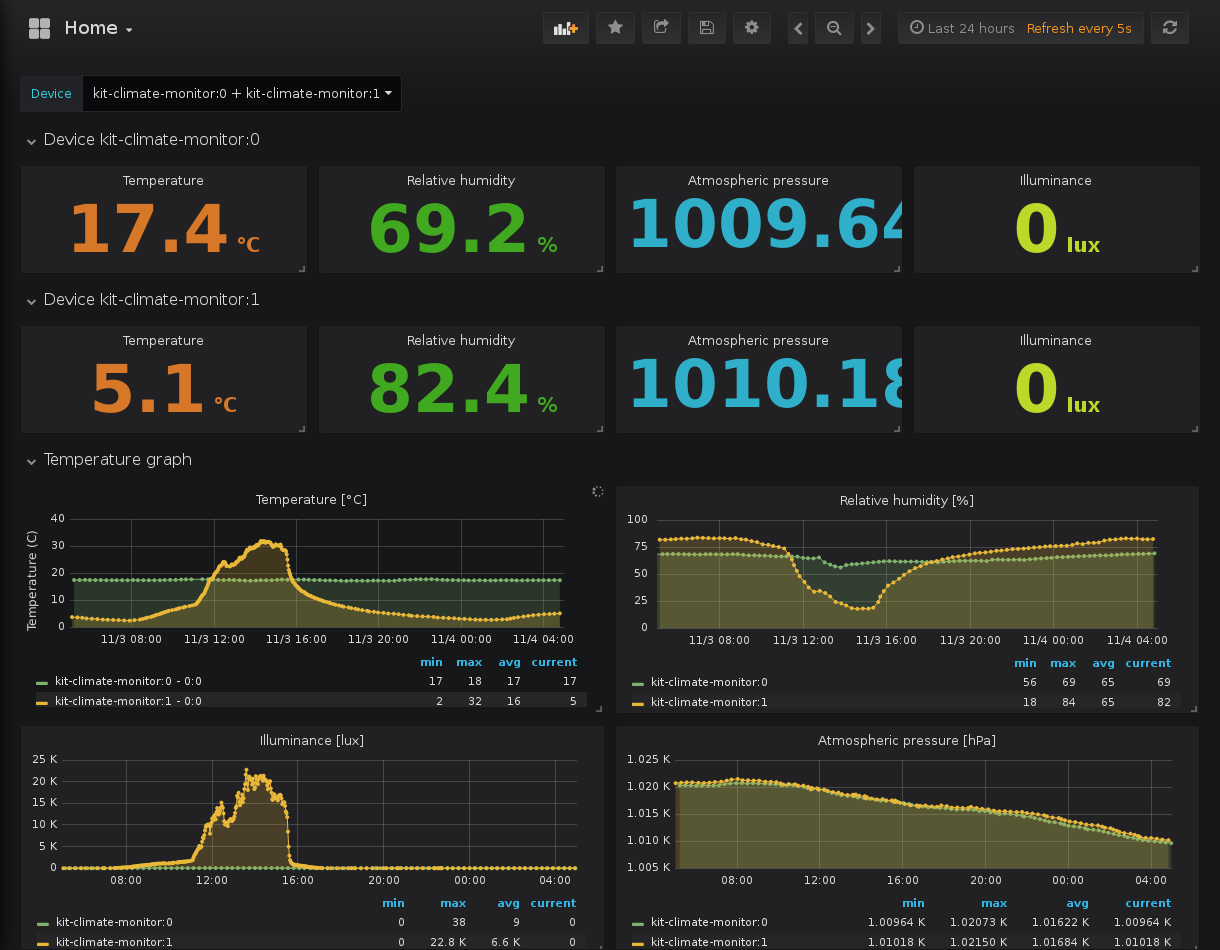 Home
Last 24 hours Refresh every 5s
Device kit-climate-monitor:0 + kit-climate-monitor:1
Device kit-climate-monitor:0
Temperature Relative humidity Atmospheric pressure Illuminance
17.4 °C 69.2 % 1009.64 0 lux
Device kit-climate-monitor:1
Temperature Relative humidity Atmospheric pressure Illuminance
5.1 °C 82.4 % 1010.18 0 lux
Temperature graph
Temperature [°C]
Temperature (C)
40
30
20
10
0
11/3 08:00 11/3 12:00 11/3 16:00 11/3 20:00 11/4 00:00 11/4 04:00
min max avg current
kit-climate-monitor:0 - 0:0 17 18 17 17
kit-climate-monitor:1 - 0:0 2 32 16 5
Relative humidity [%]
100
75
50
25
0
11/3 08:00 11/3 12:00 11/3 16:00 11/3 20:00 11/4 00:00 11/4 04:00
min max avg current
kit-climate-monitor:0 56 69 65 69
kit-climate-monitor:1 18 84 65 82
Illuminance [lux]
25 K
20 K
15 K
10 K
5 K
0
08:00 12:00 16:00 20:00 00:00 04:00
min max avg current
kit-climate-monitor:0 0 38 9 0
kit-climate-monitor:1 0 22.8 K 6.6 K 0
Atmospheric pressure [hPa]
1.025 K
1.020 K
1.015 K
1.010 K
1.005 K
08:00 12:00 16:00 20:00 00:00 04:00
min max avg current
kit-climate-monitor:0 1.00964 K 1.02073 K 1.01622 K 1.00964 K
kit-climate-monitor:1 1.01018 K 1.02150 K 1.01684 K 1.01018 K